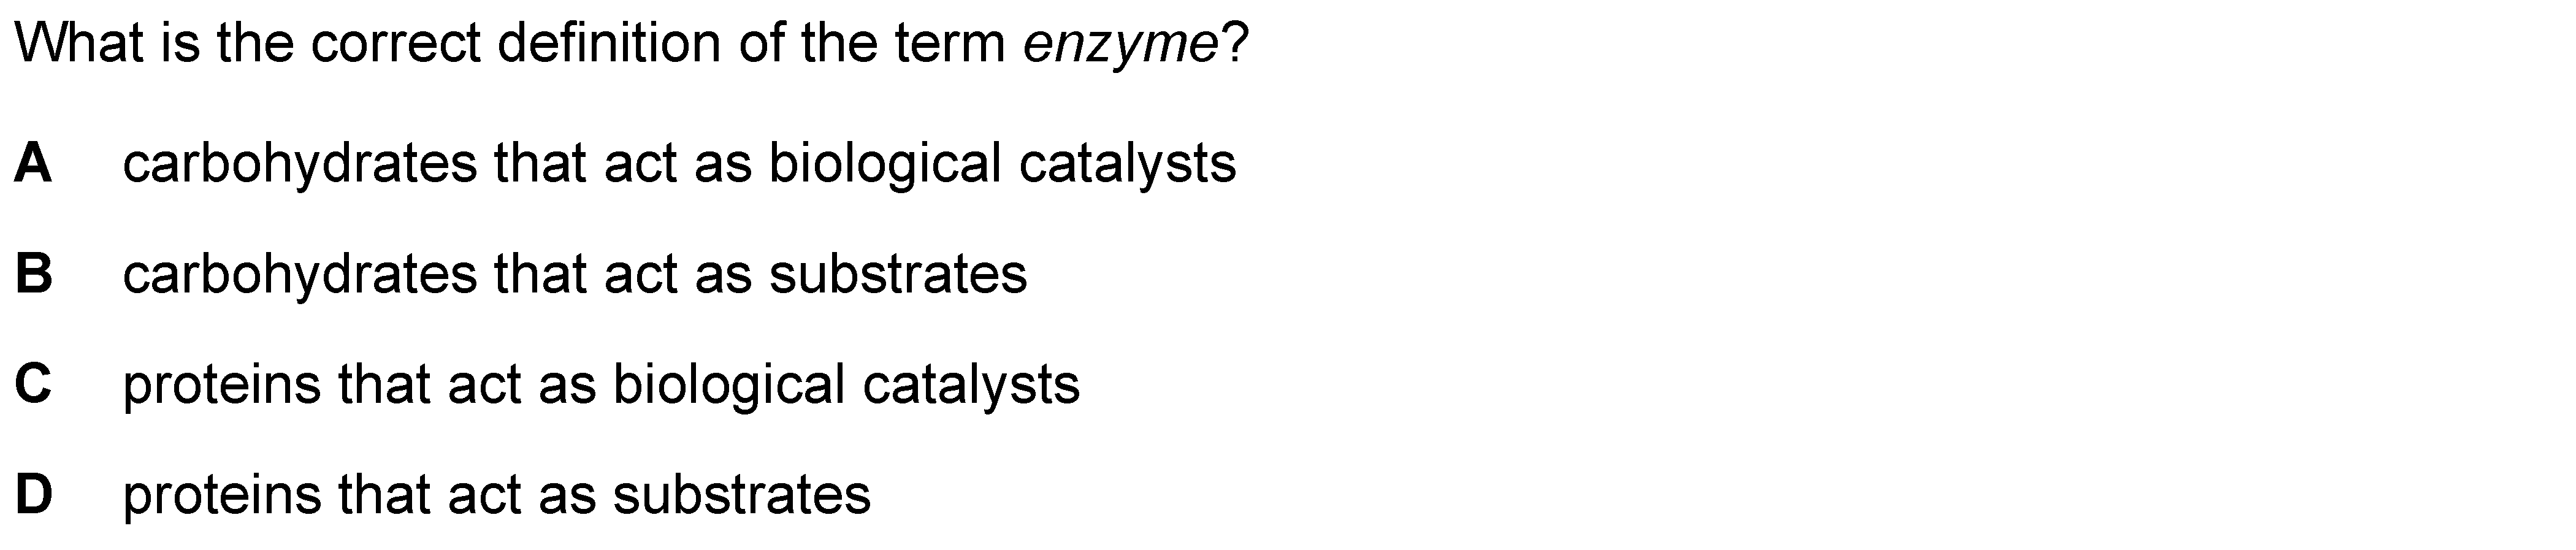 What is the correct definition of the term enzyme?
A carbohydrates that act as biological catalysts
B carbohydrates that act as substrates
C proteins that act as biological catalysts
D proteins that act as substrates